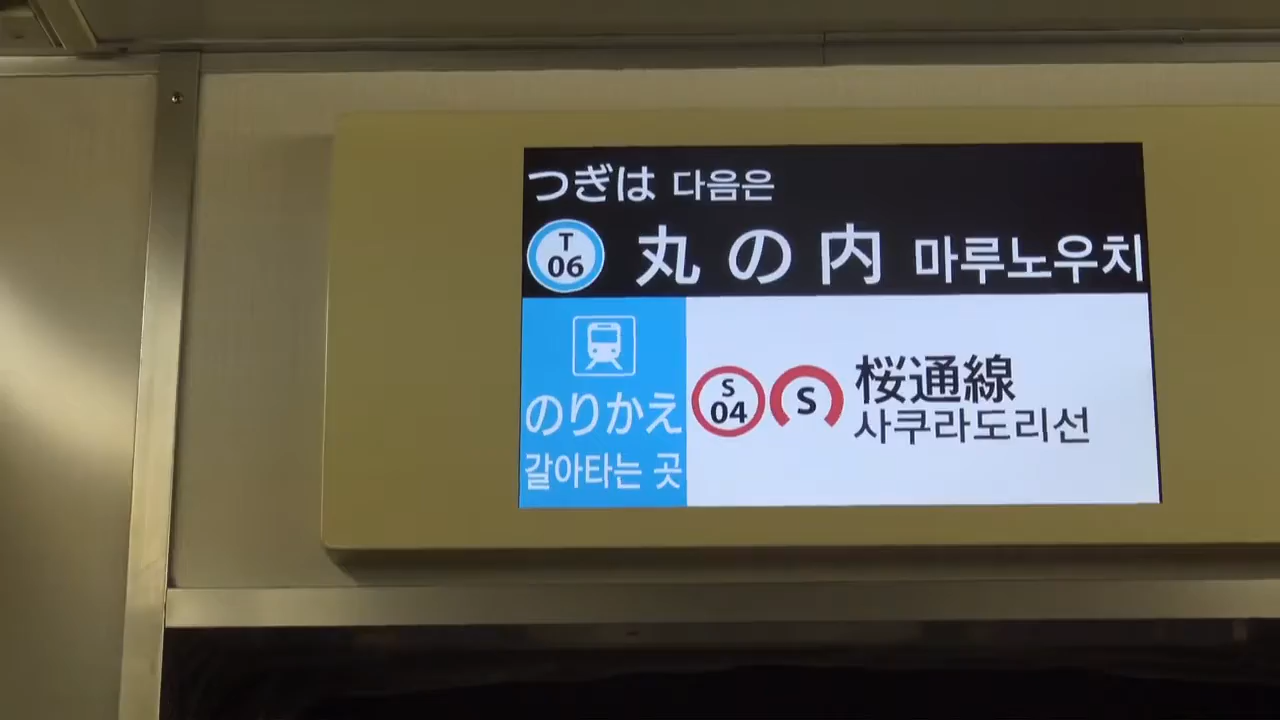 つぎは 다음은
T 06 丸の内 마루노우치
のりかえ
갈아타는 곳
S 04 S 桜通線
사쿠라도리선